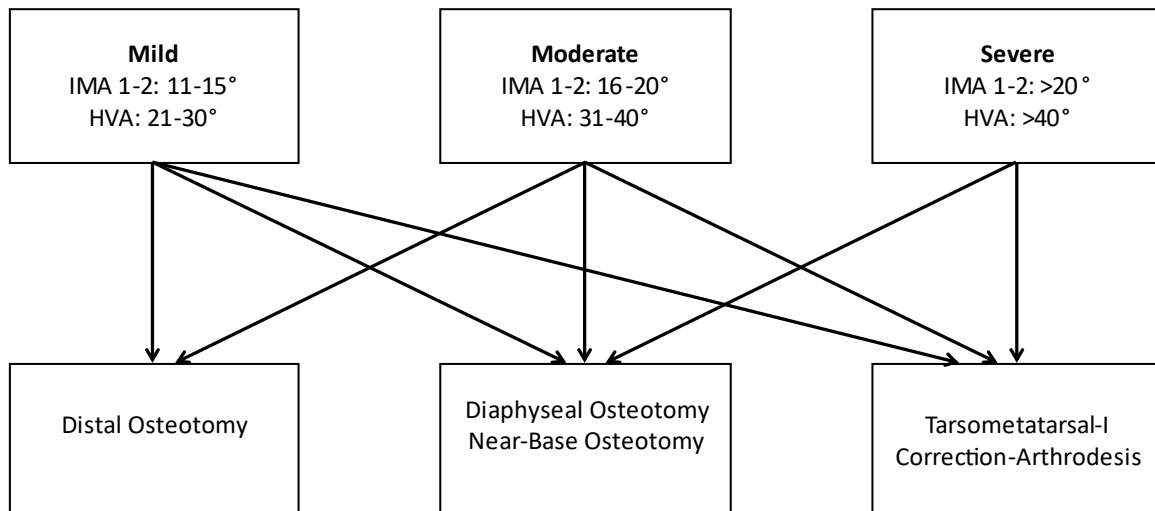 Mild
IMA 1-2: 11-15°
HVA: 21-30°
Moderate
IMA 1-2: 16-20°
HVA: 31-40°
Severe
IMA 1-2: >20°
HVA: >40°
Distal Osteotomy
Diaphyseal Osteotomy
Near-Base Osteotomy
Tarsometatarsal-I
Correction-Arthrodesis